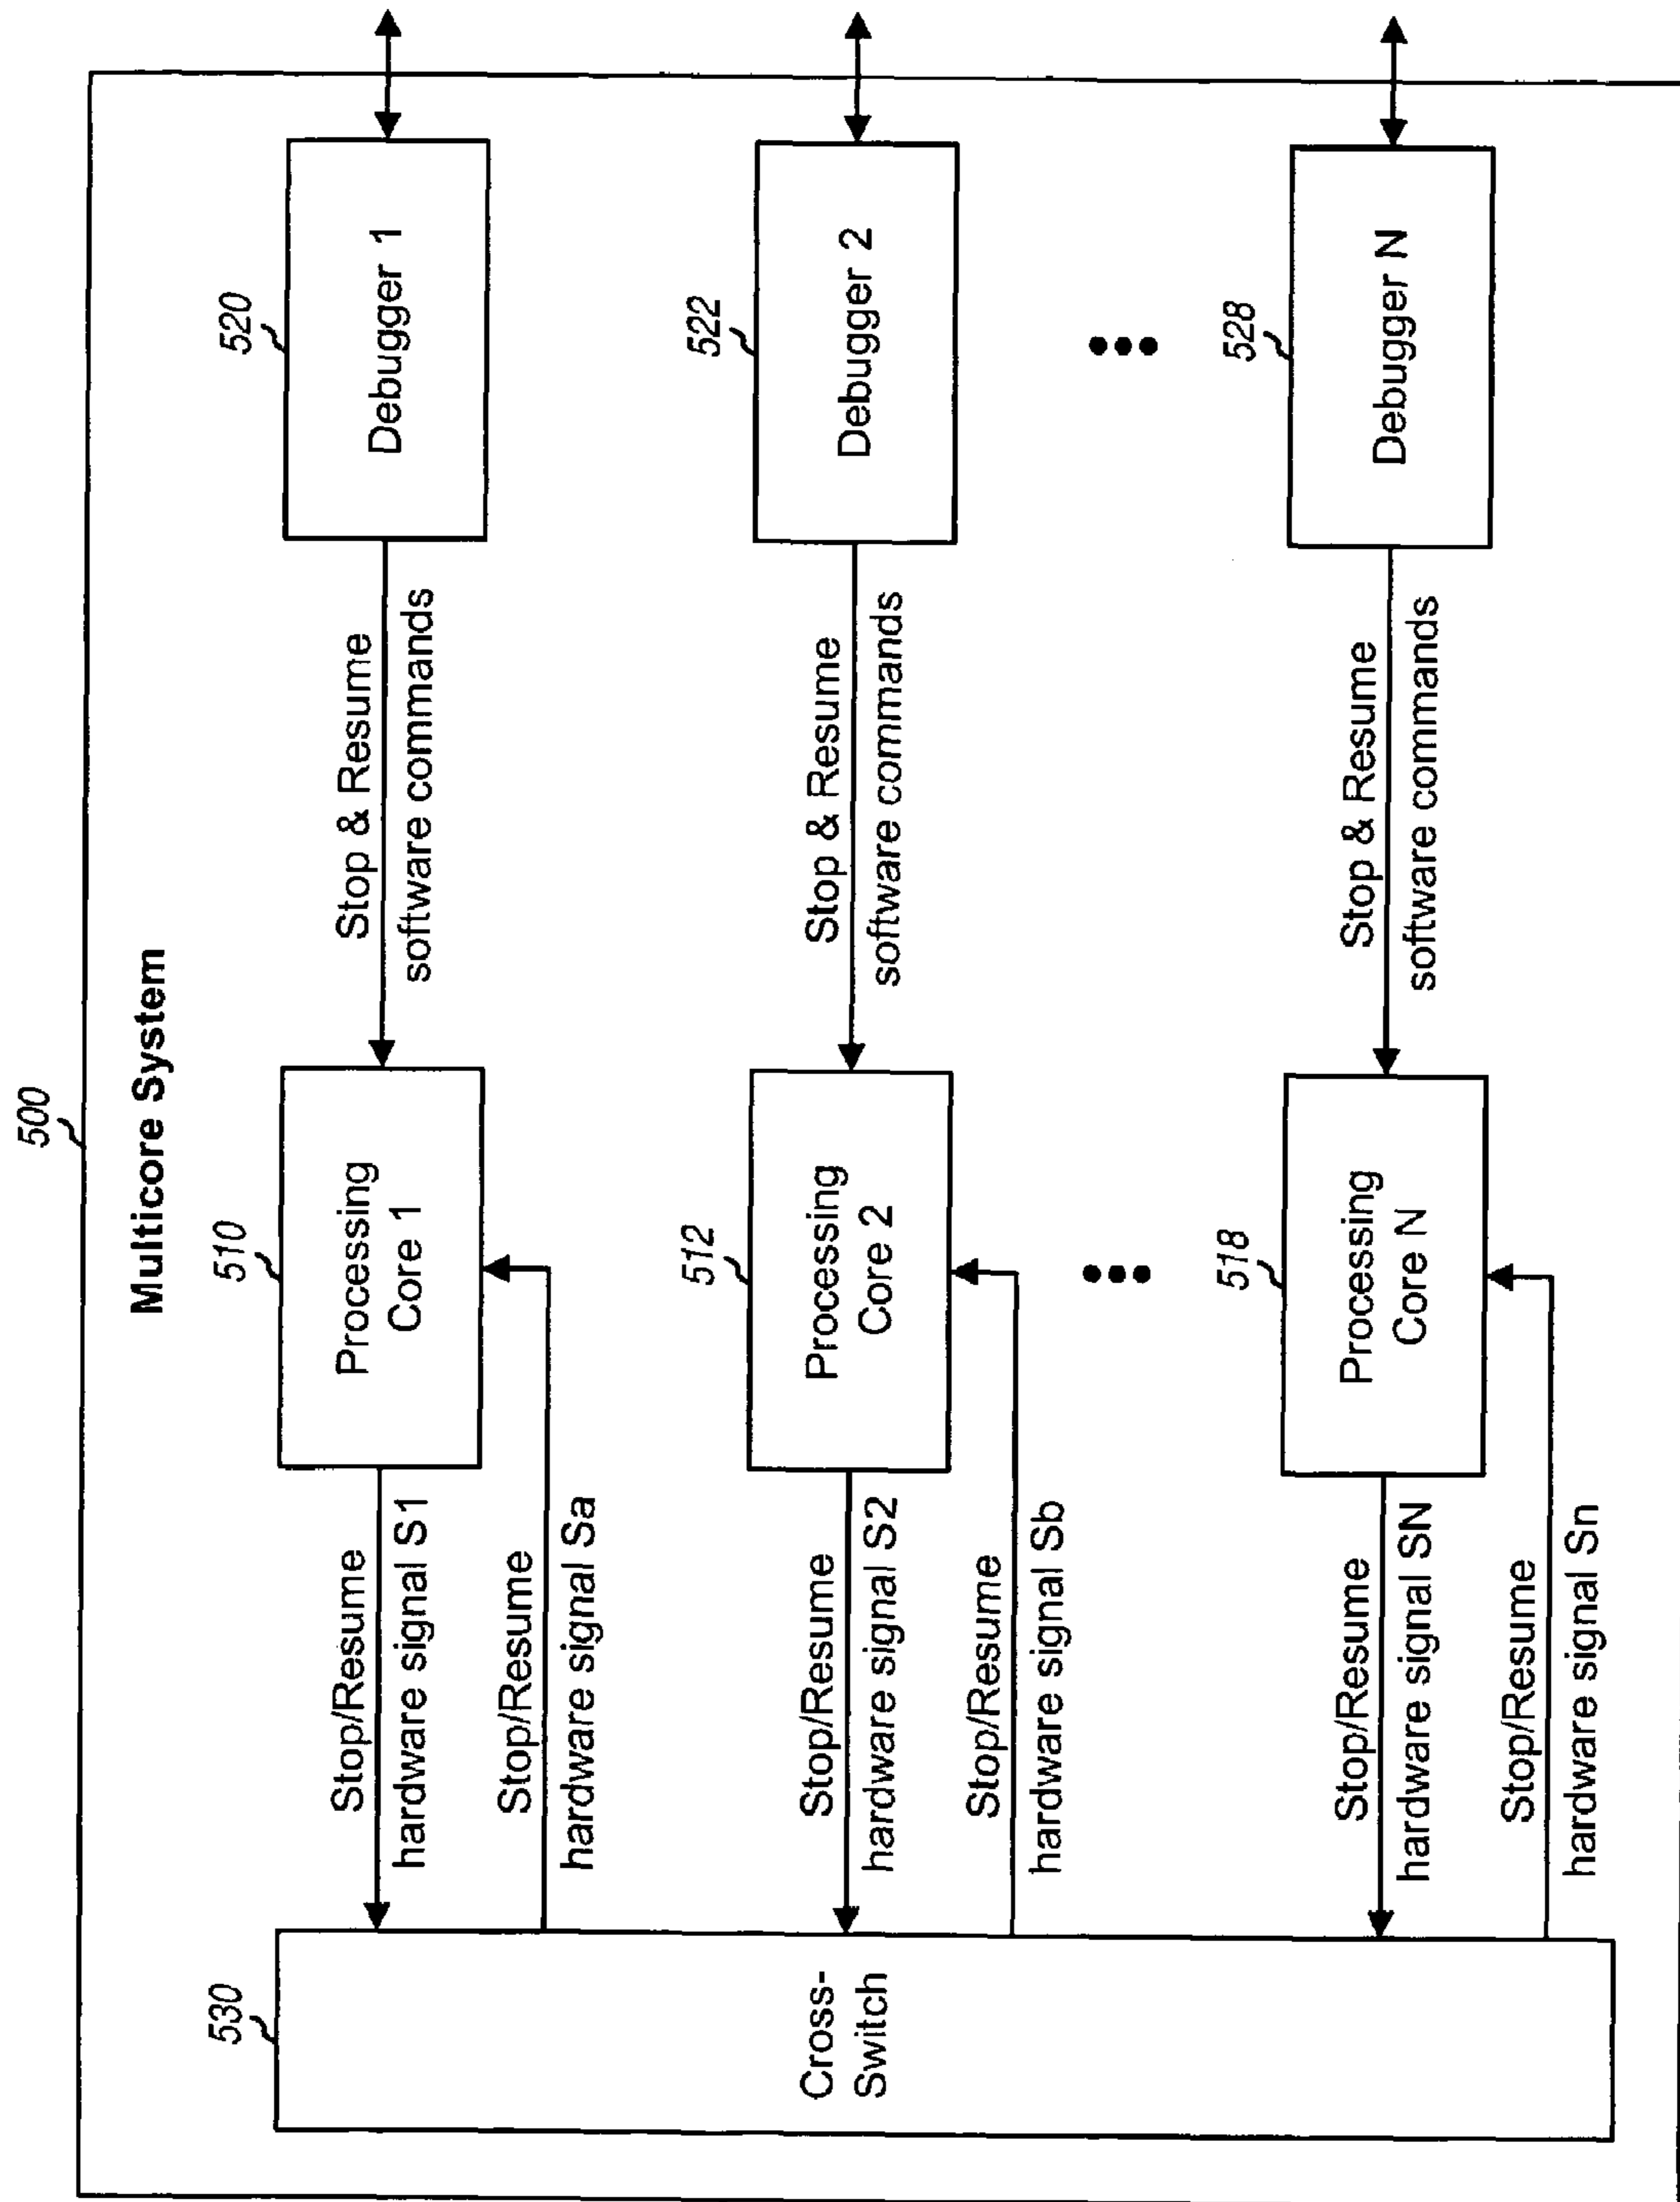 500
Multicore System
530
Cross-
Switch
Stop/Resume
hardware signal S1
Stop/Resume
hardware signal Sa
510
Processing
Core 1
Stop & Resume
software commands
520
Debugger 1
Stop/Resume
hardware signal S2
Stop/Resume
hardware signal Sb
512
Processing
Core 2
Stop & Resume
software commands
522
Debugger 2
Stop/Resume
hardware signal SN
Stop/Resume
hardware signal Sn
518
Processing
Core N
Stop & Resume
software commands
528
Debugger N